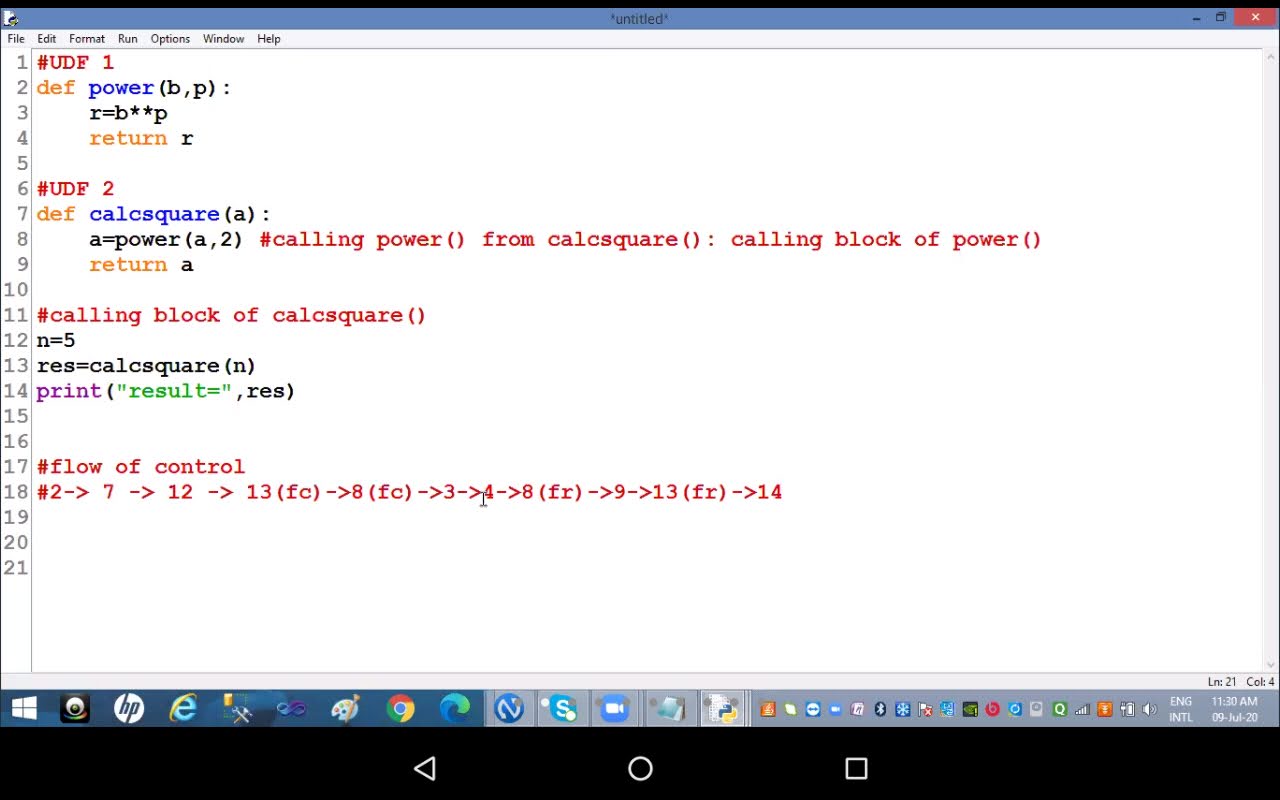 *untitled*
File Edit Format Run Options Window Help
1 #UDF 1
2 def power(b,p):
3 r=b**p
4 return r
5
6 #UDF 2
7 def calcsquare(a):
8 a=power(a,2) #calling power() from calcsquare(): calling block of power()
9 return a
10
11 #calling block of calcsquare()
12 n=5
13 res=calcsquare(n)
14 print("result=",res)
15
16
17 #flow of control
18 #2-> 7 -> 12 -> 13(fc)->8(fc)->3->4->8(fr)->9->13(fr)->14
19
20
21
Ln: 21 Col: 4
ENG 11:30 AM
INTL 09-Jul-20